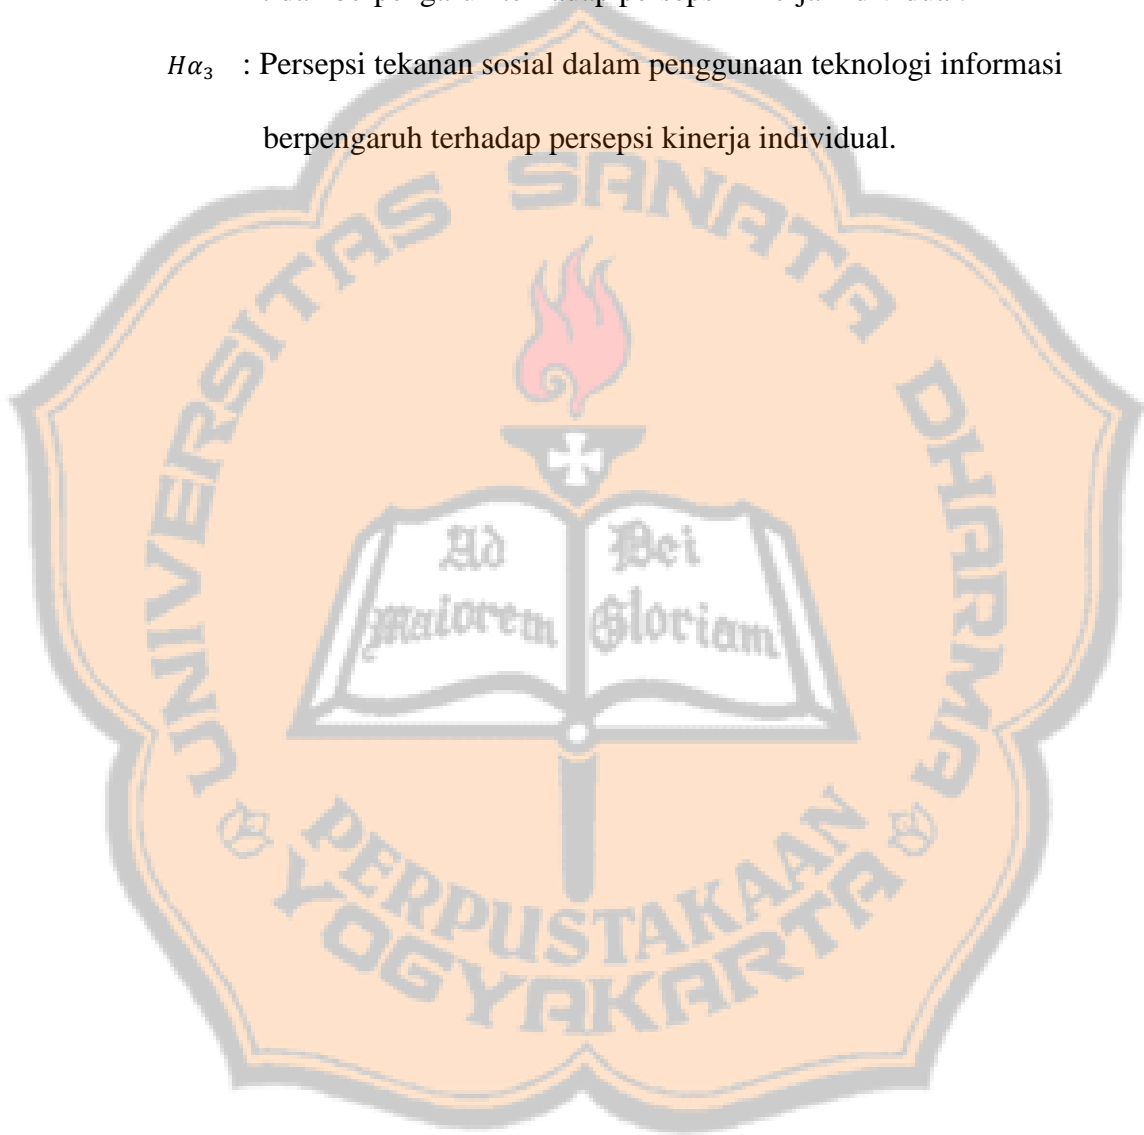 𝐻𝛼₃ : Persepsi tekanan sosial dalam penggunaan teknologi informasi
berpengaruh terhadap persepsi kinerja individual.
UNIVERSITAS SANATA DHARMA
Ad Dei
Maiorem Gloriam
PERPUSTAKAAN
YOGYAKARTA